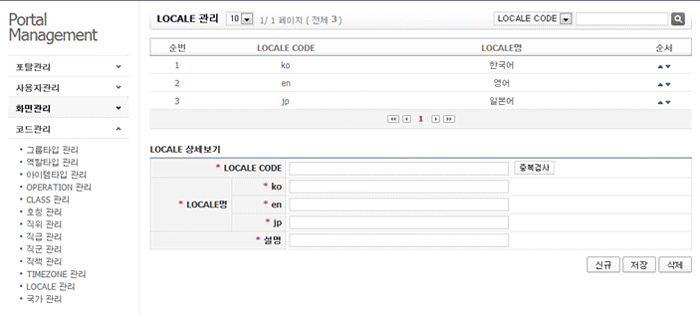 Portal
Management
포탈관리
사용자관리
화면관리
코드관리
• 그룹타입 관리
• 역할타입 관리
• 아이템타입 관리
• OPERATION 관리
• CLASS 관리
• 호칭 관리
• 직위 관리
• 직급 관리
• 직군 관리
• 직책 관리
• TIMEZONE 관리
• LOCALE 관리
• 국가 관리
LOCALE 관리 10 1/ 1 페이지 ( 전체 3 ) LOCALE CODE
순번 LOCALE CODE LOCALE명 순서
1 ko 한국어
2 en 영어
3 jp 일본어
1
LOCALE 상세보기
* LOCALE CODE 중복검사
* LOCALE명 * ko
* en
* jp
* 설명
신규 저장 삭제